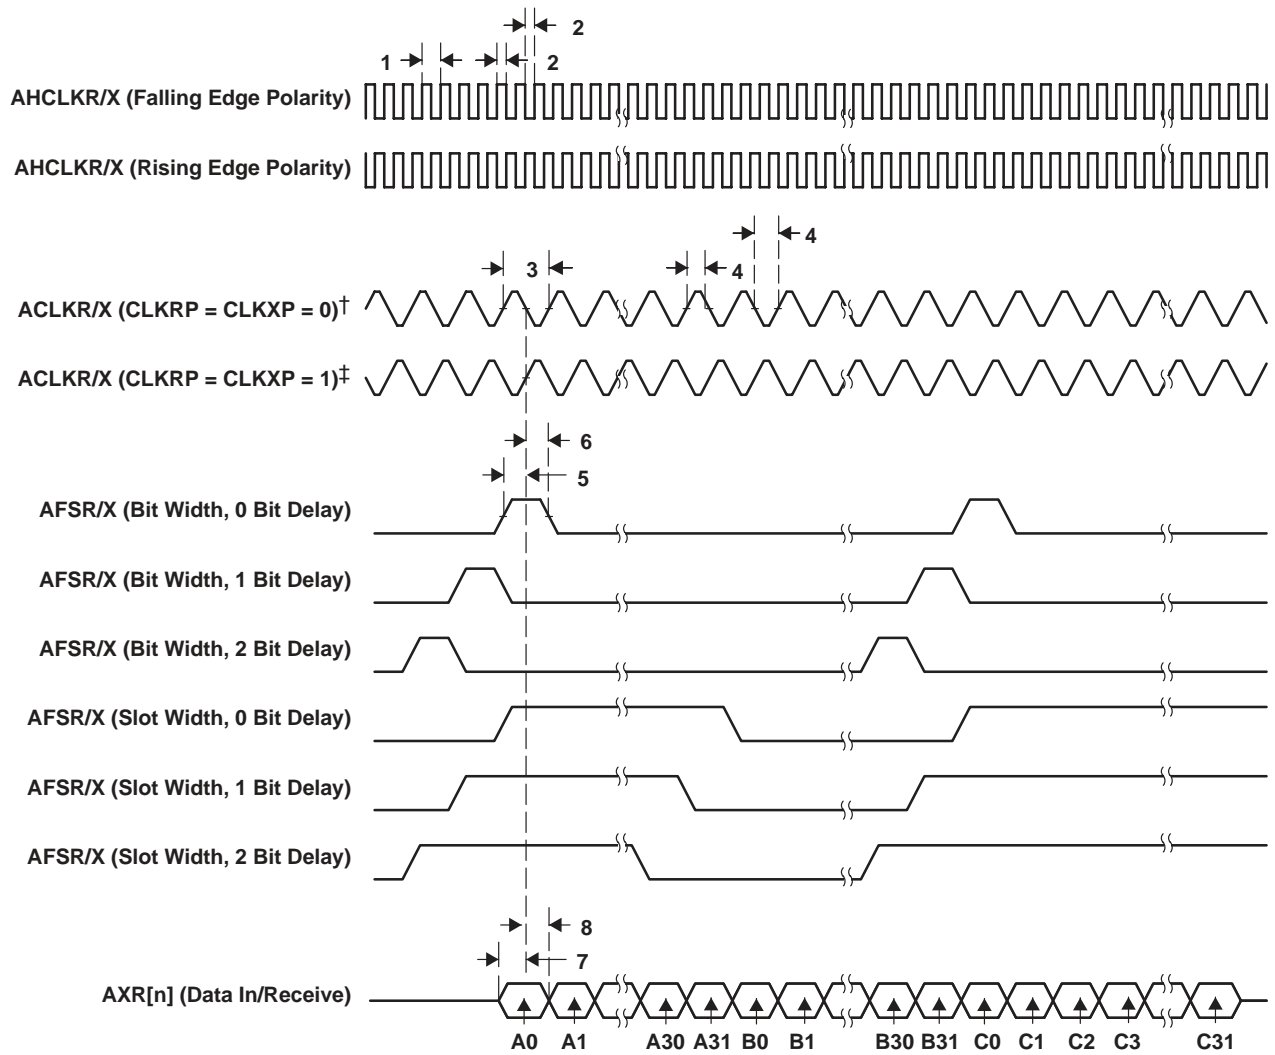 2
1
2
AHCLKR/X (Falling Edge Polarity)
AHCLKR/X (Rising Edge Polarity)
4
3
4
ACLKR/X (CLKRP = CLKXP = 0)†
ACLKR/X (CLKRP = CLKXP = 1)‡
6
5
AFSR/X (Bit Width, 0 Bit Delay)
AFSR/X (Bit Width, 1 Bit Delay)
AFSR/X (Bit Width, 2 Bit Delay)
AFSR/X (Slot Width, 0 Bit Delay)
AFSR/X (Slot Width, 1 Bit Delay)
AFSR/X (Slot Width, 2 Bit Delay)
8
7
AXR[n] (Data In/Receive)
A0 A1 A30 A31 B0 B1 B30 B31 C0 C1 C2 C3 C31